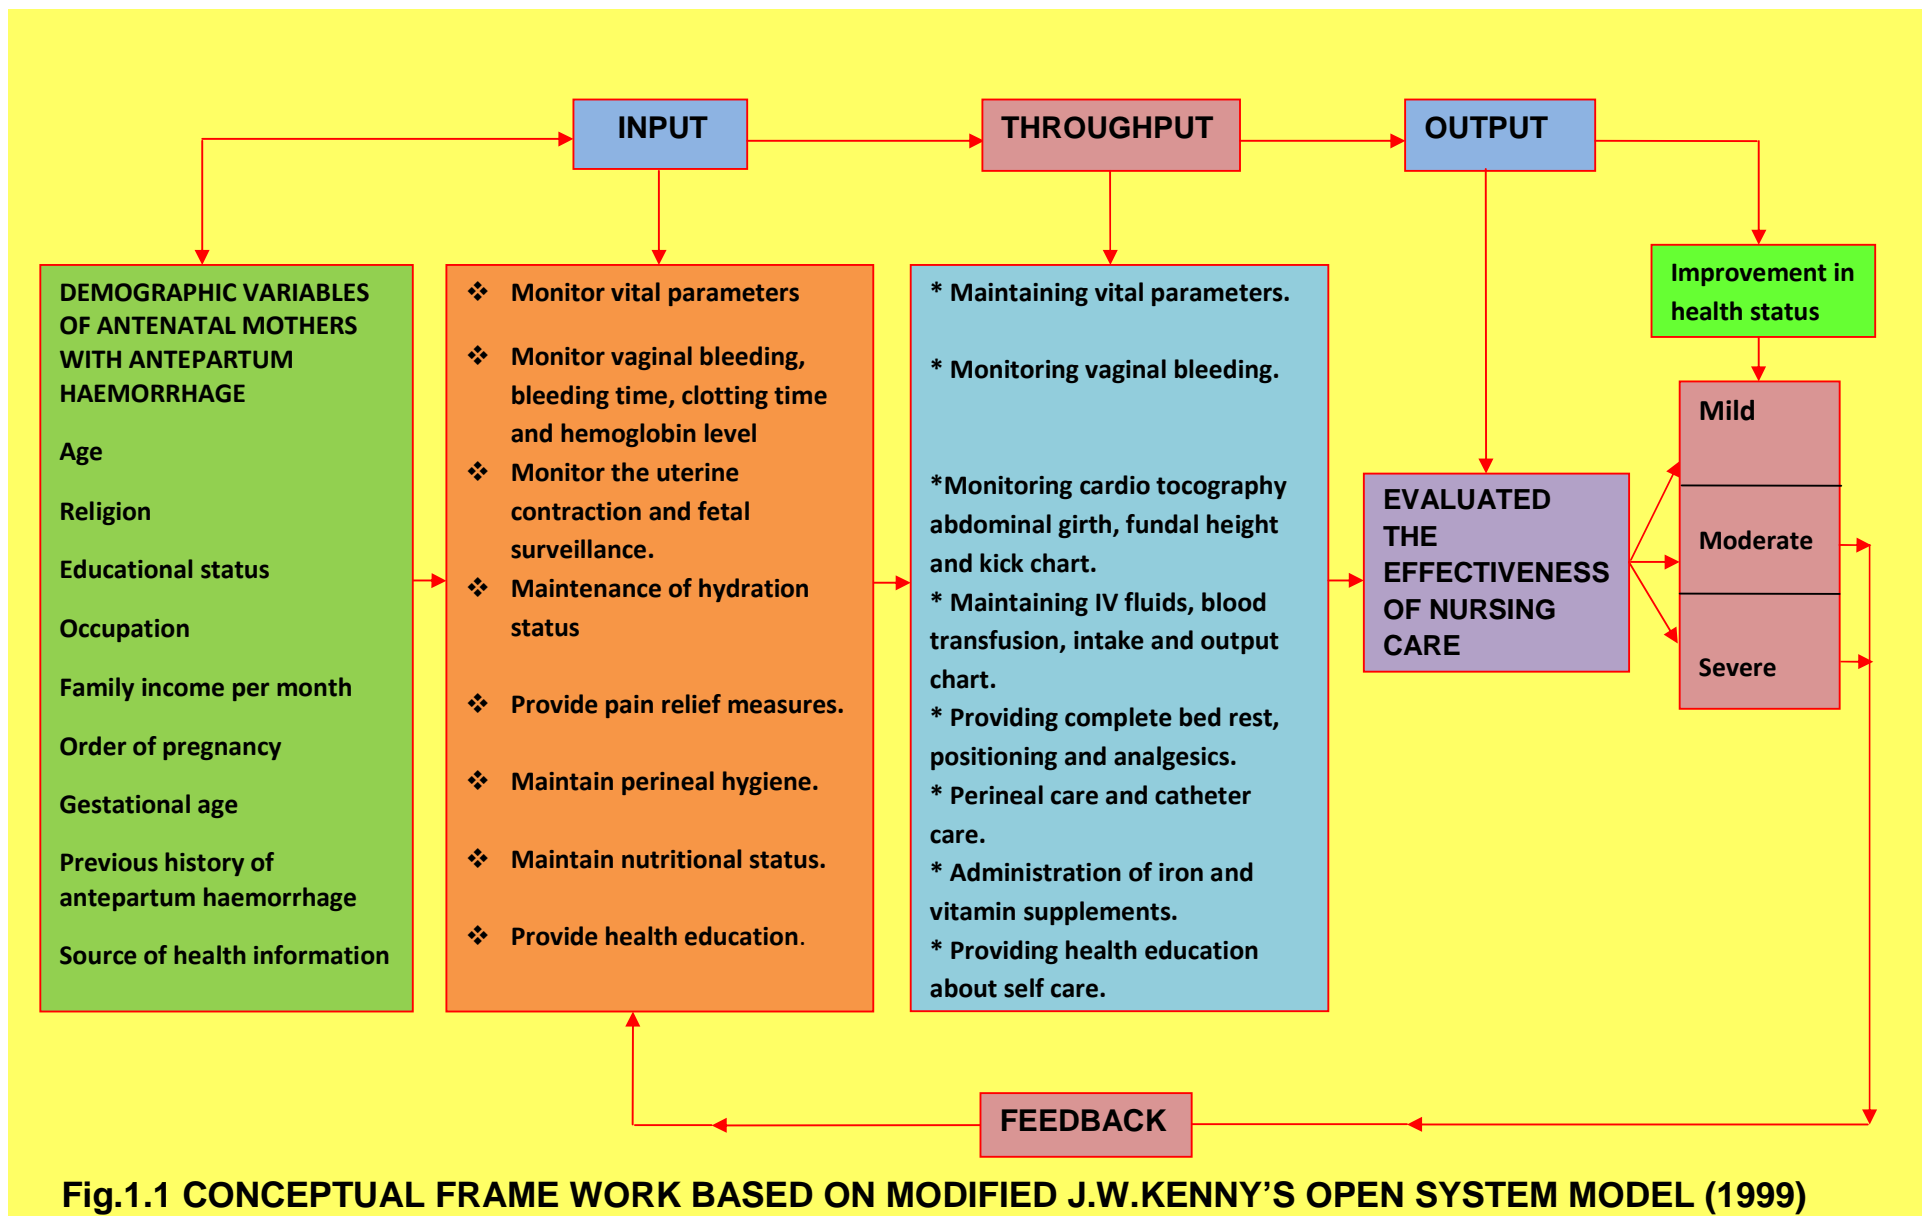 INPUT
THROUGHPUT
OUTPUT
DEMOGRAPHIC VARIABLES
OF ANTENATAL MOTHERS
WITH ANTEPARTUM
HAEMORRHAGE
Age
Religion
Educational status
Occupation
Family income per month
Order of pregnancy
Gestational age
Previous history of
antepartum haemorrhage
Source of health information
❖ Monitor vital parameters
❖ Monitor vaginal bleeding,
bleeding time, clotting time
and hemoglobin level
❖ Monitor the uterine
contraction and fetal
surveillance.
❖ Maintenance of hydration
status
❖ Provide pain relief measures.
❖ Maintain perineal hygiene.
❖ Maintain nutritional status.
❖ Provide health education.
* Maintaining vital parameters.
* Monitoring vaginal bleeding.
*Monitoring cardio tocography
abdominal girth, fundal height
and kick chart.
* Maintaining IV fluids, blood
transfusion, intake and output
chart.
* Providing complete bed rest,
positioning and analgesics.
* Perineal care and catheter
care.
* Administration of iron and
vitamin supplements.
* Providing health education
about self care.
EVALUATED
THE
EFFECTIVENESS
OF NURSING
CARE
Improvement in
health status
Mild
Moderate
Severe
FEEDBACK
Fig.1.1 CONCEPTUAL FRAME WORK BASED ON MODIFIED J.W.KENNY’S OPEN SYSTEM MODEL (1999)